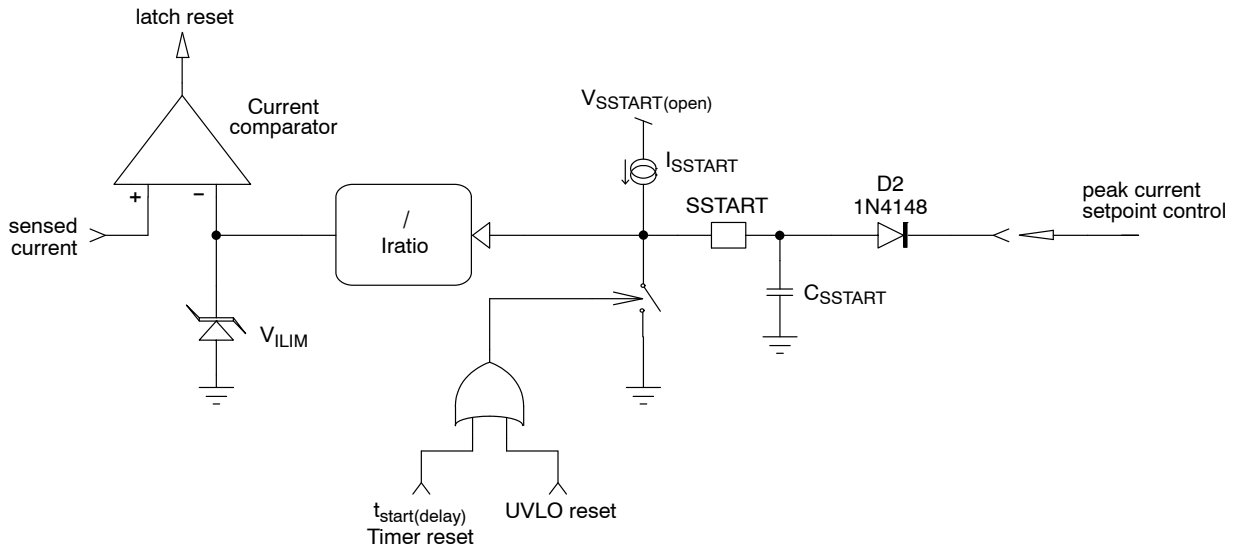 latch reset
Current
comparator
+
−
sensed
current
/
Iratio
VILIM
VSSTART(open)
ISSTART
SSTART
D2
1N4148
peak current
setpoint control
CSSTART
tstart(delay)
Timer reset
UVLO reset